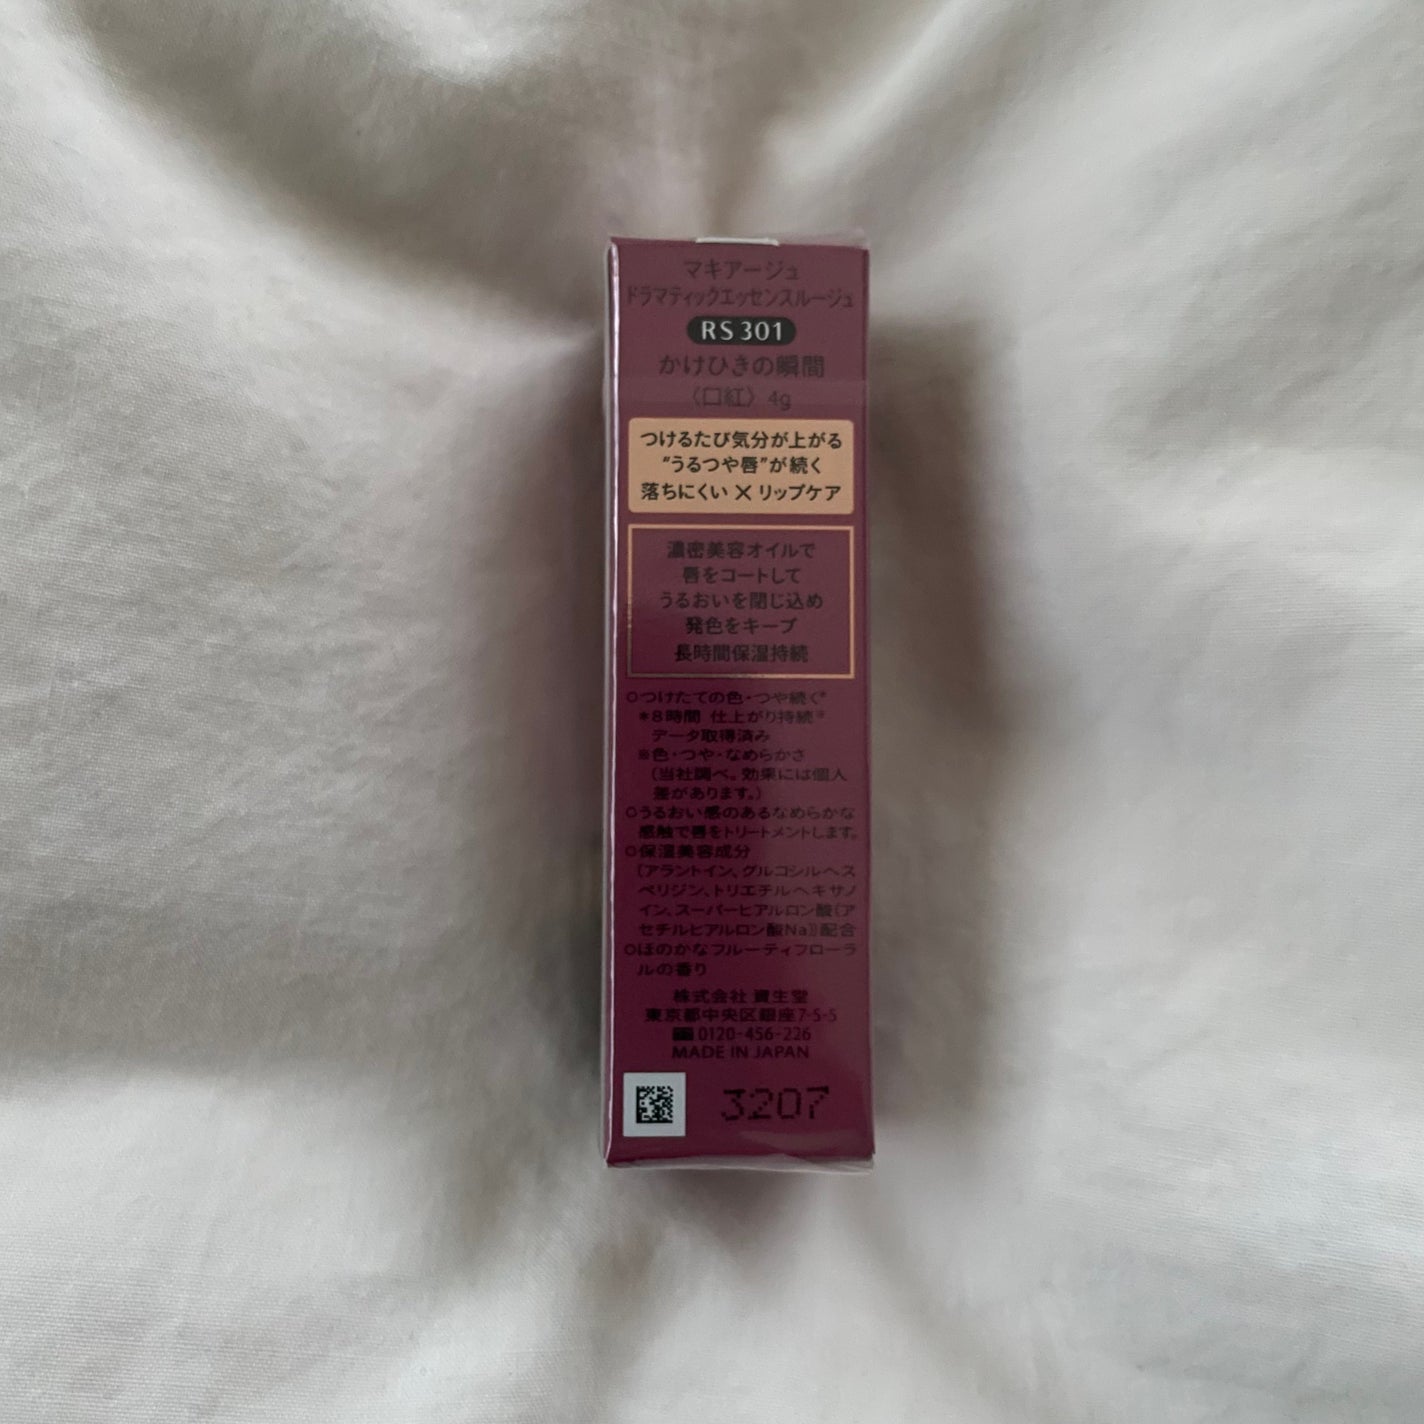 マキアージュ
ドラマティックエッセンスルージュ
RS 301
かけひきの瞬間
〈口紅〉 4g
つけるたび気分が上がる
“うるつや唇”が続く
落ちにくい×リップケア
濃密美容オイルで
唇をコートして
うるおいを閉じ込め
発色をキープ
長時間保湿持続
○つけたての色・つや続く*
*8時間 仕上がり持続※
データ取得済み
※色・つや・なめらかさ
(当社調べ。効果には個人
差があります。)
○うるおい感のあるなめらかな
感触で唇をトリートメントします。
○保湿美容成分
〔アラントイン、グルコシルヘス
ペリジン、トリエチルヘキサノ
イン、スーパーヒアルロン酸(ア
セチルヒアルロン酸Na)〕配合
○ほのかなフルーティフローラ
ルの香り
株式会社 資生堂
東京都中央区銀座7-5-5
0120-456-226
MADE IN JAPAN
3207